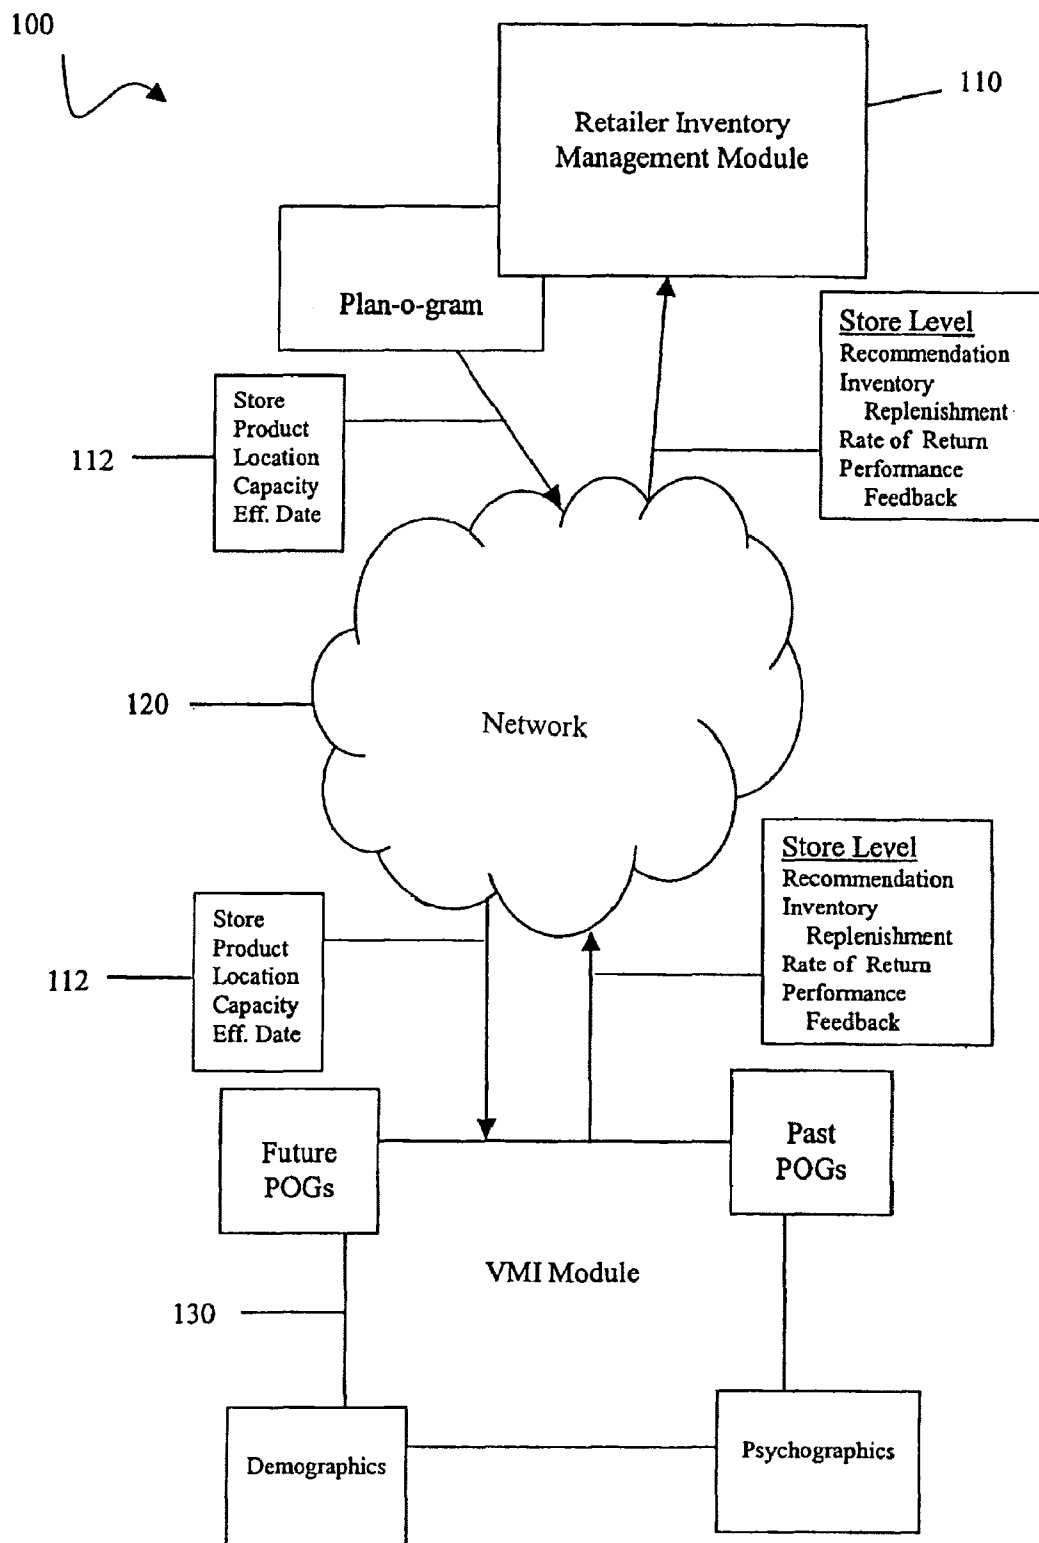 100
110
Retailer Inventory
Management Module
Plan-o-gram
Store Level
Recommendation
Inventory
Replenishment
Rate of Return
Performance
Feedback
112
Store
Product
Location
Capacity
Eff. Date
120
Network
Store Level
Recommendation
Inventory
Replenishment
Rate of Return
Performance
Feedback
112
Store
Product
Location
Capacity
Eff. Date
Future
POGs
Past
POGs
VMI Module
130
Demographics
Psychographics